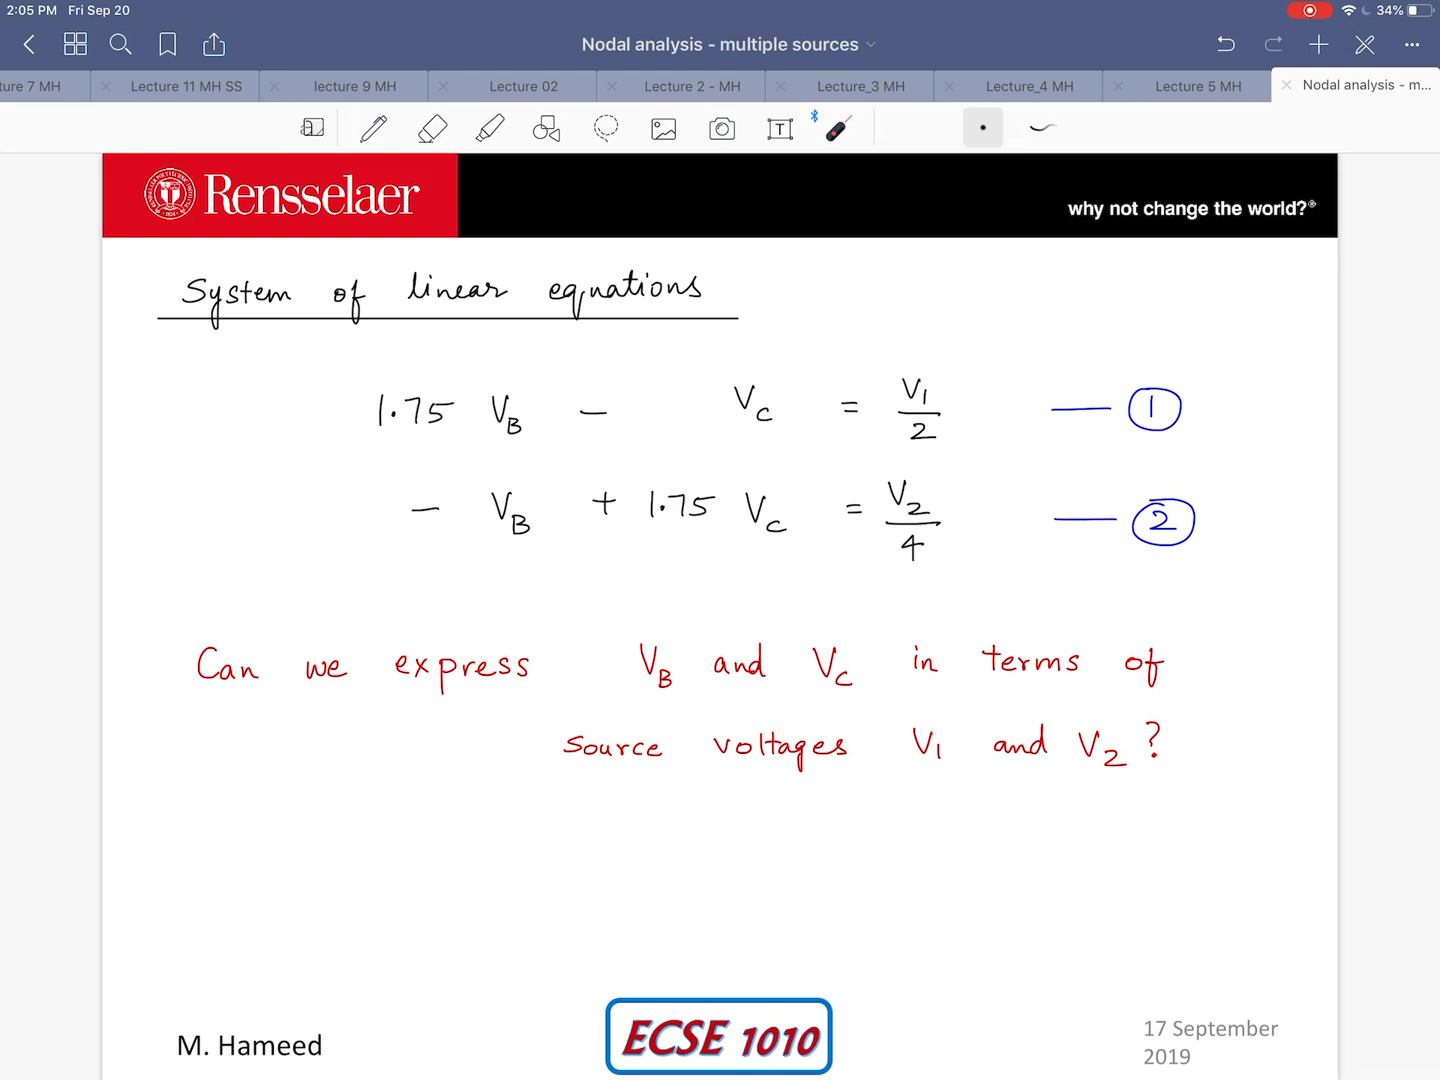 2:05 PM Fri Sep 20 34%
Nodal analysis - multiple sources
ture 7 MH Lecture 11 MH SS lecture 9 MH Lecture 02 Lecture 2 - MH Lecture_3 MH Lecture_4 MH Lecture 5 MH Nodal analysis - m...
Rensselaer
why not change the world?®
System of linear equations
1.75 V_B - V_C = V_1/2 — ①
- V_B + 1.75 V_C = V_2/4 — ②
Can we express V_B and V_C in terms of
source voltages V_1 and V_2 ?
M. Hameed
ECSE 1010
17 September
2019